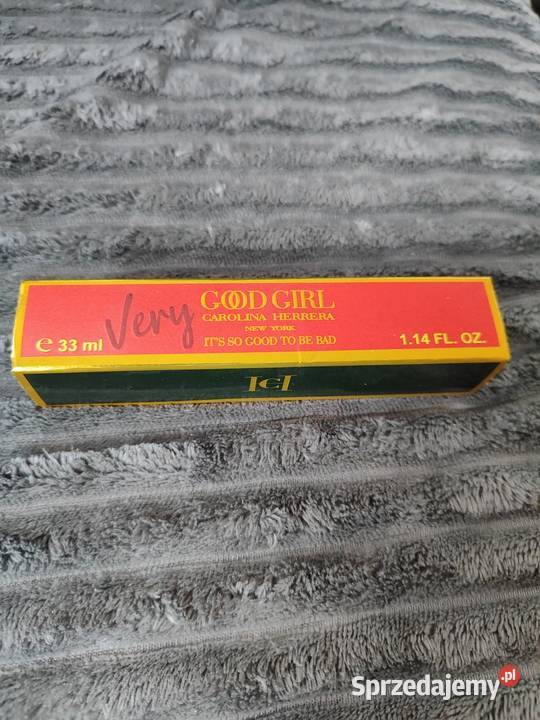 Very
GOOD GIRL
CAROLINA HERRERA
NEW YORK
IT'S SO GOOD TO BE BAD
e 33 ml
1.14 FL. OZ.
CH
Sprzedajemy.pl